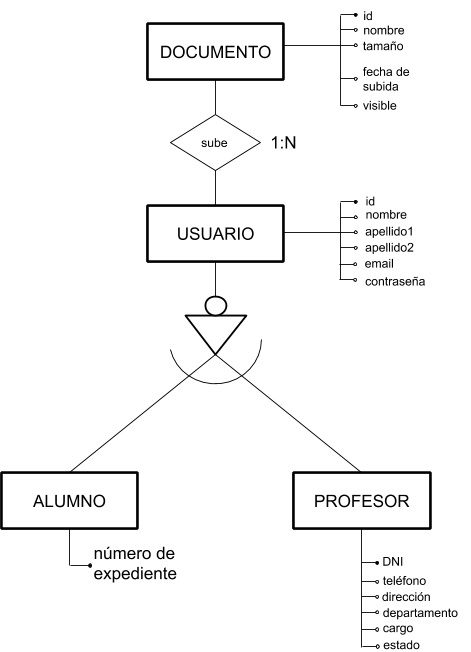 id
nombre
tamaño
fecha de
subida
visible
DOCUMENTO
sube
1:N
id
nombre
apellido1
apellido2
email
contraseña
USUARIO
ALUMNO
número de
expediente
PROFESOR
DNI
teléfono
dirección
departamento
cargo
estado